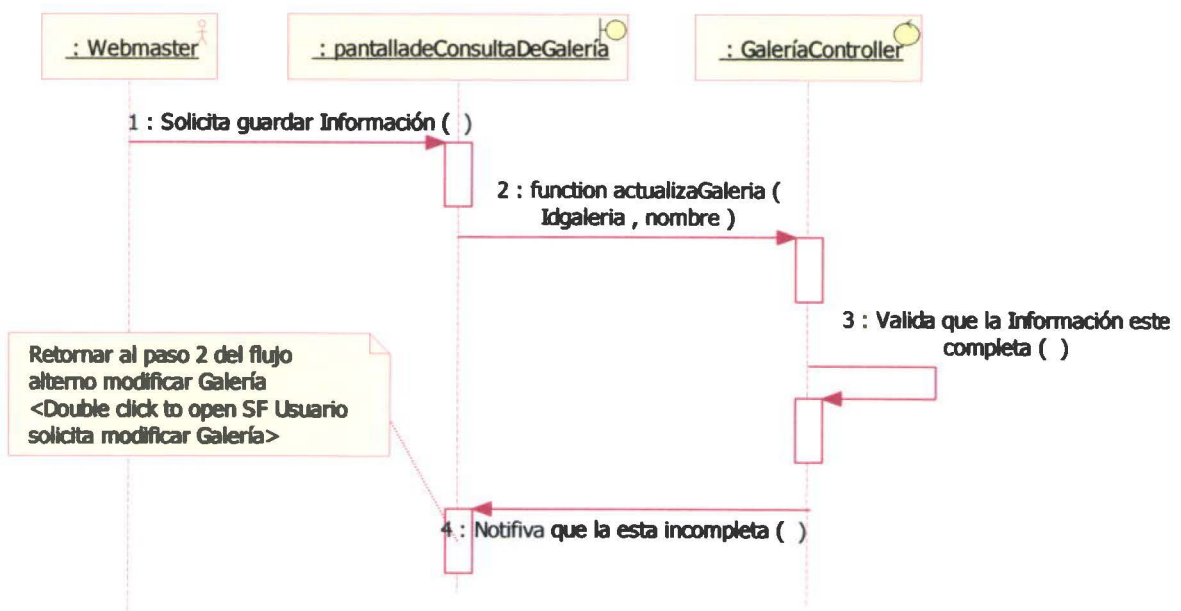 : Webmaster
: pantalladeConsultaDeGalería
: GaleríaController
1 : Solicita guardar Información ( )
2 : function actualizaGaleria (
Idgaleria , nombre )
3 : Valida que la Información este
completa ( )
Retornar al paso 2 del flujo
alterno modificar Galería
<Double click to open SF Usuario
solicita modificar Galería>
4 : Notifiva que la esta incompleta ( )